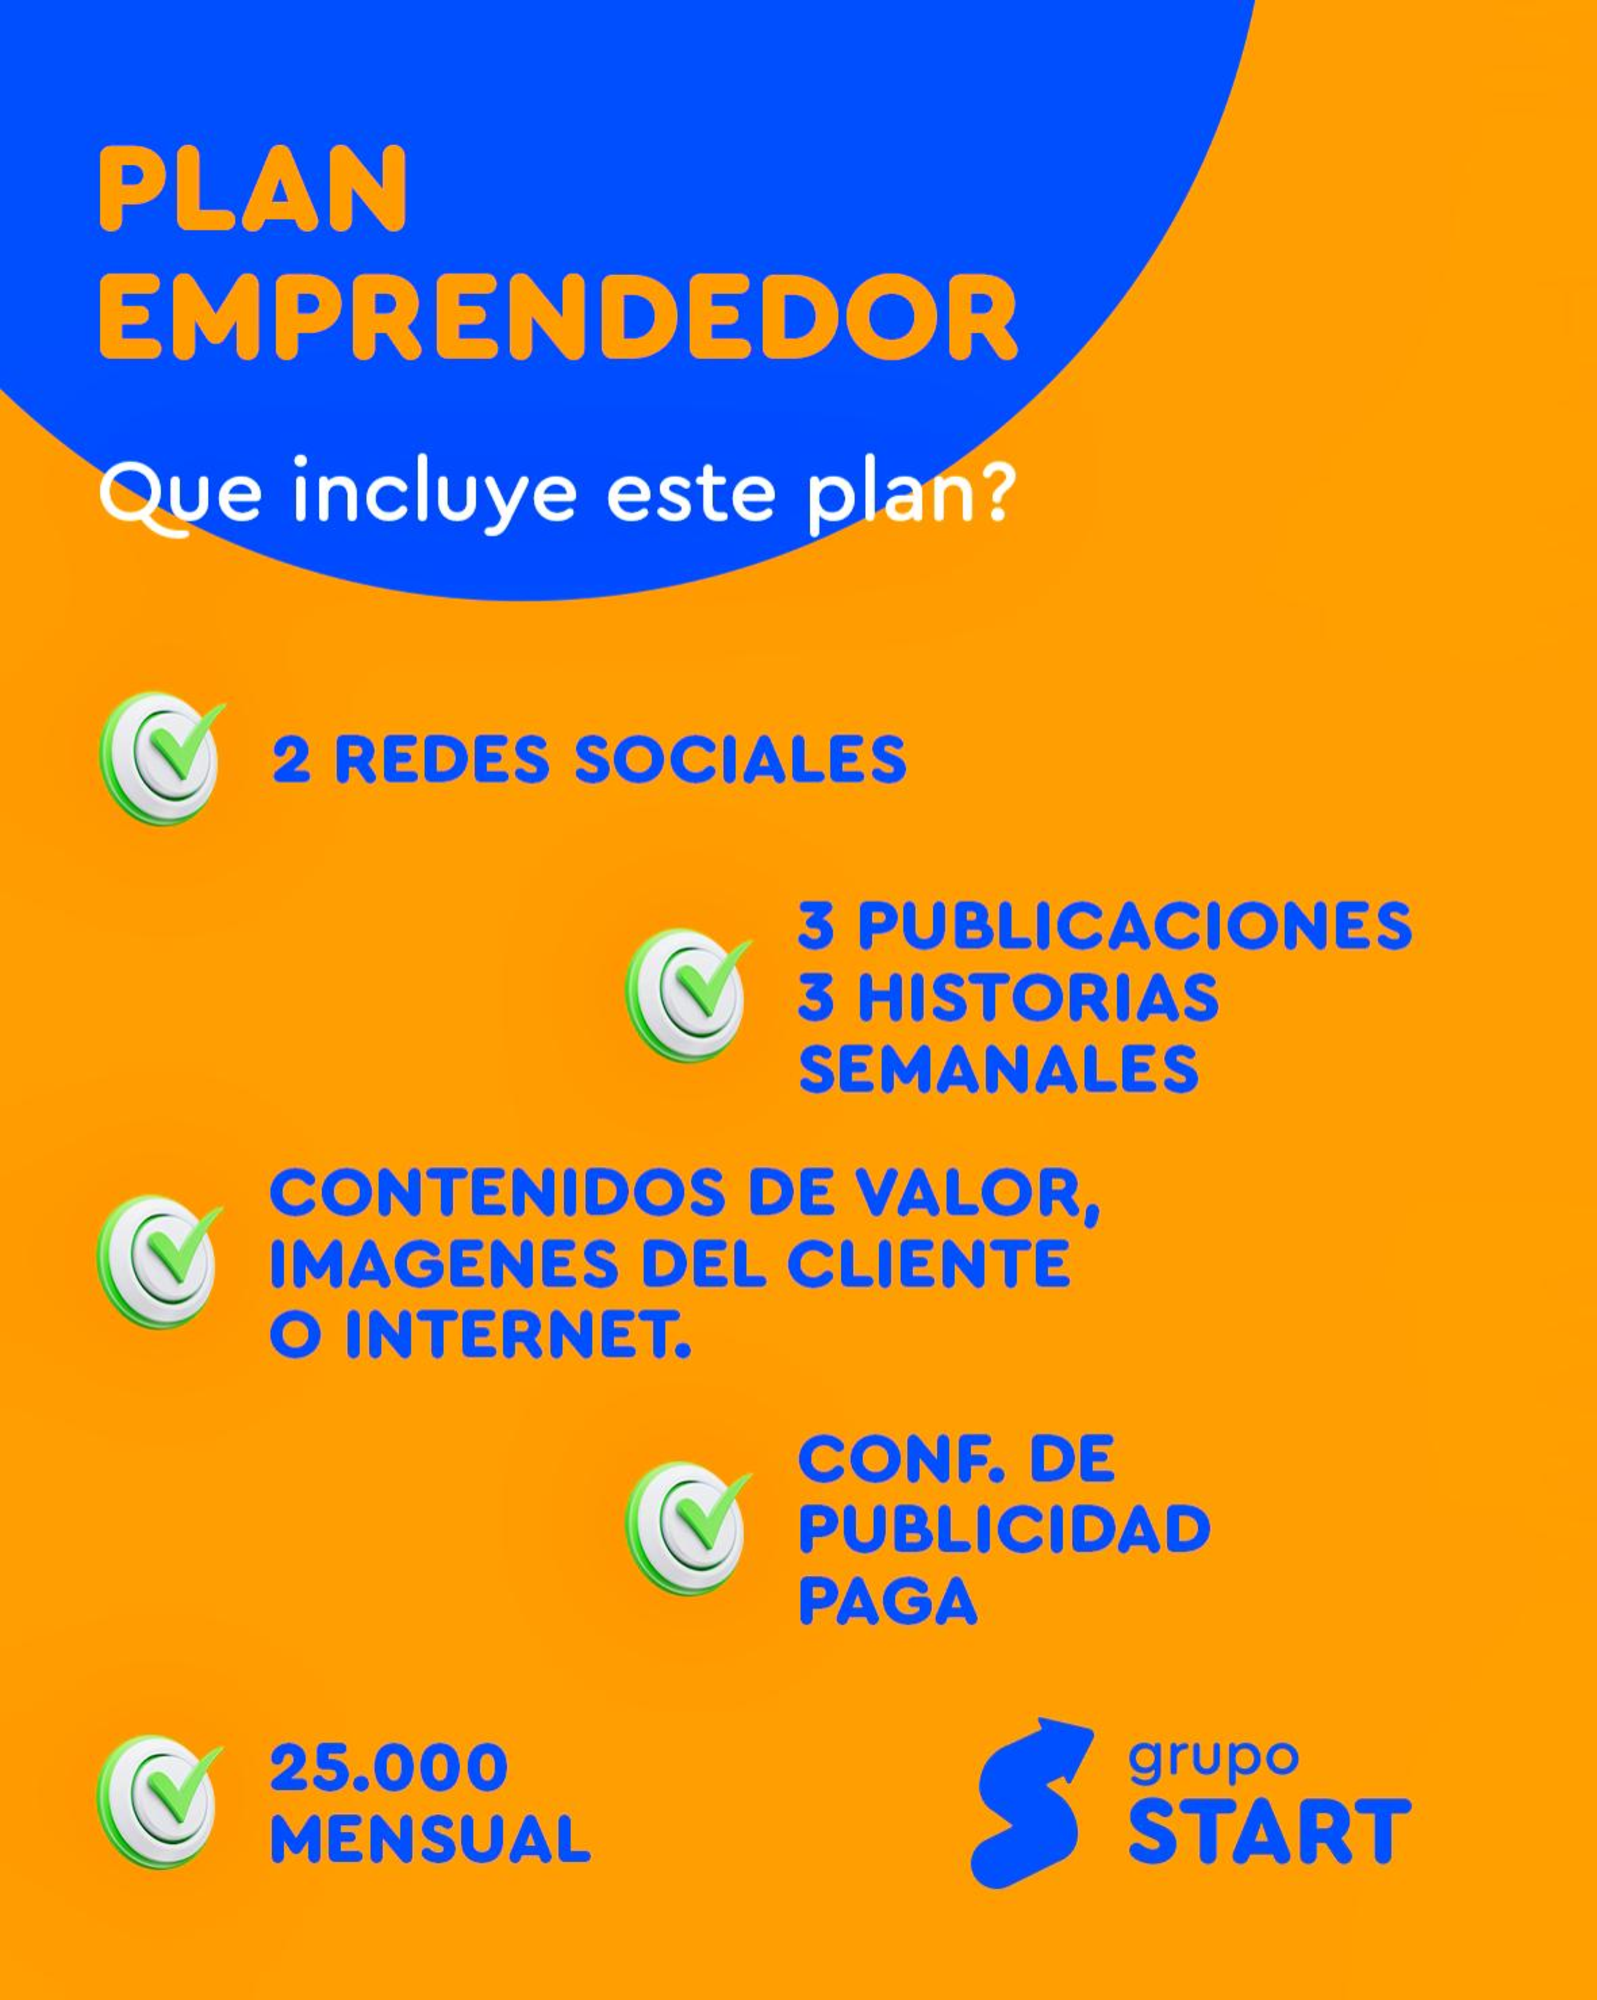 PLAN
EMPRENDEDOR
Que incluye este plan?
2 REDES SOCIALES
3 PUBLICACIONES
3 HISTORIAS
SEMANALES
CONTENIDOS DE VALOR,
IMAGENES DEL CLIENTE
O INTERNET.
CONF. DE
PUBLICIDAD
PAGA
25.000
MENSUAL
grupo
START